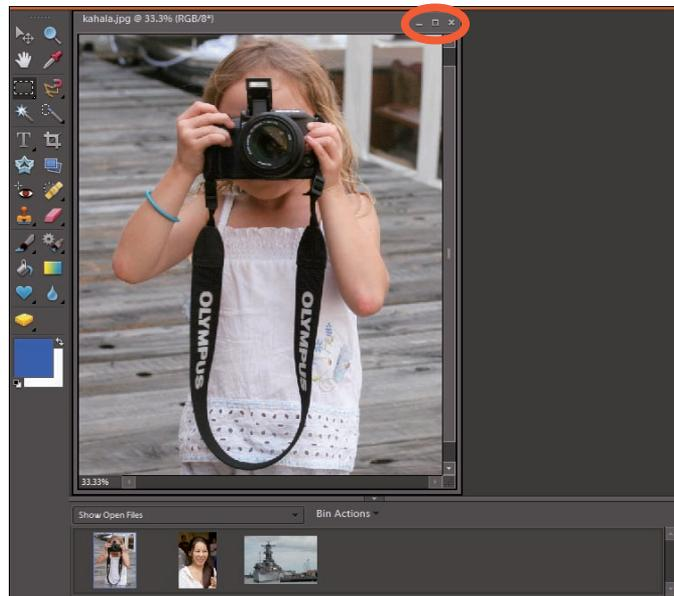 kahala.jpg @ 33.3% (RGB/8*)
T
OLYMPUS
OLYMPUS
33.33%
Show Open Files
Bin Actions